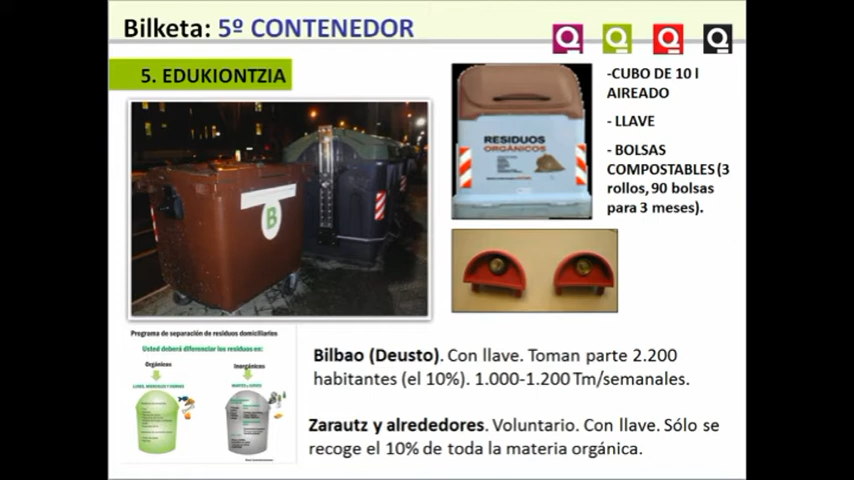 Bilketa: 5º CONTENEDOR
5. EDUKIONTZIA
B
RESIDUOS
ORGÁNICOS
-CUBO DE 10 l
AIREADO
- LLAVE
- BOLSAS
COMPOSTABLES (3
rollos, 90 bolsas
para 3 meses).
Programa de separación de residuos domiciliarios
Usted deberá diferenciar los residuos en:
Orgánicos
Inorgánicos
LUNES, MIERCOLES Y VIERNES
MARTES y JUEVES
Bilbao (Deusto). Con llave. Toman parte 2.200
habitantes (el 10%). 1.000-1.200 Tm/semanales.
Zarautz y alrededores. Voluntario. Con llave. Sólo se
recoge el 10% de toda la materia orgánica.